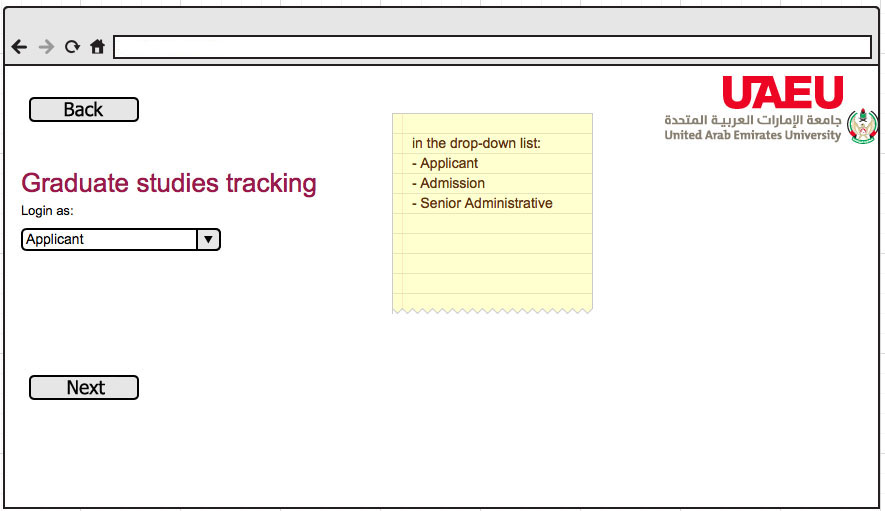 Back
UAEU
جامعة الإمارات العربية المتحدة
United Arab Emirates University
in the drop-down list:
- Applicant
- Admission
- Senior Administrative
Graduate studies tracking
Login as:
Applicant
Next